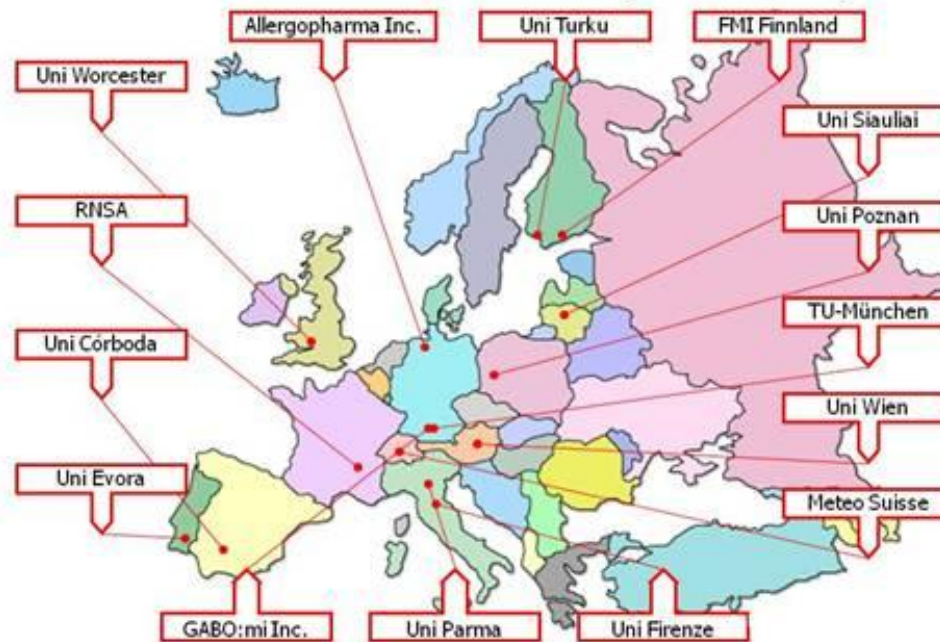 Allergopharma Inc.
Uni Turku
FMI Finnland
Uni Worcester
Uni Siauliai
RNSA
Uni Poznan
TU-München
Uni Córboda
Uni Wien
Uni Evora
Meteo Suisse
GABO:mi Inc.
Uni Parma
Uni Firenze